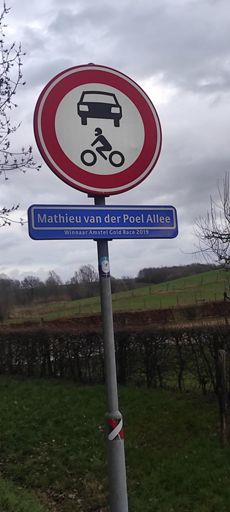 Mathieu van der Poel Allee
Winnaar Amstel Gold Race 2019